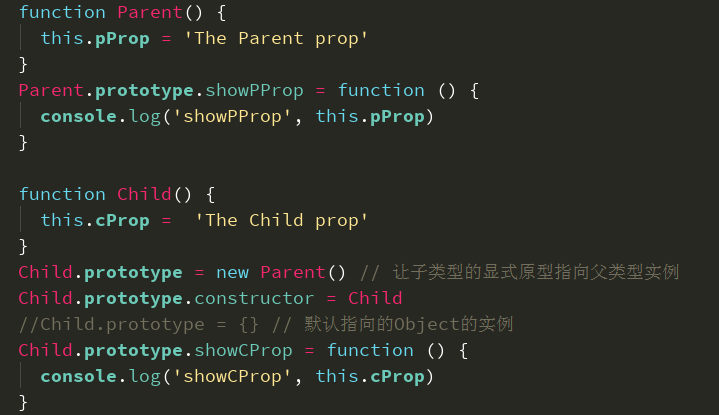 function Parent() {
this.pProp = 'The Parent prop'
}
Parent.prototype.showPProp = function () {
console.log('showPProp', this.pProp)
}
function Child() {
this.cProp =  'The Child prop'
}
Child.prototype = new Parent() // 让子类型的显式原型指向父类型实例
Child.prototype.constructor = Child
//Child.prototype = {} // 默认指向的Object的实例
Child.prototype.showCProp = function () {
console.log('showCProp', this.cProp)
}